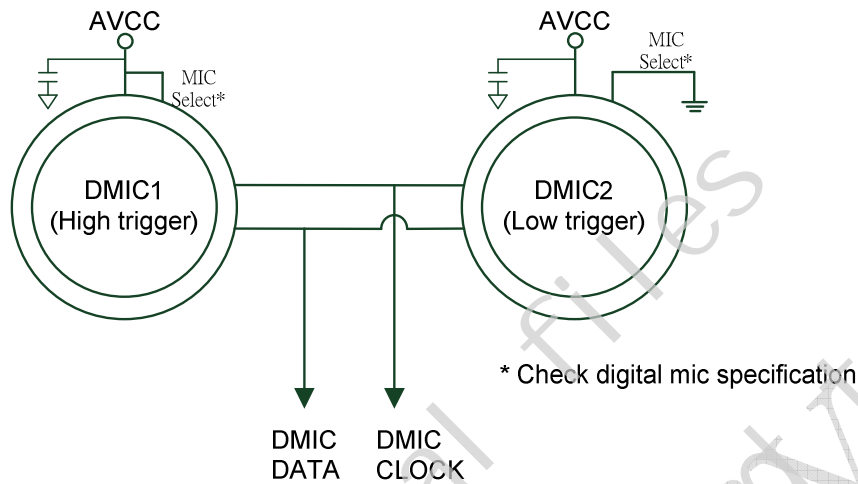 AVCC
MIC
Select*
DMIC1
(High trigger)
AVCC
MIC
Select*
DMIC2
(Low trigger)
* Check digital mic specification
DMIC
DATA
DMIC
CLOCK
files